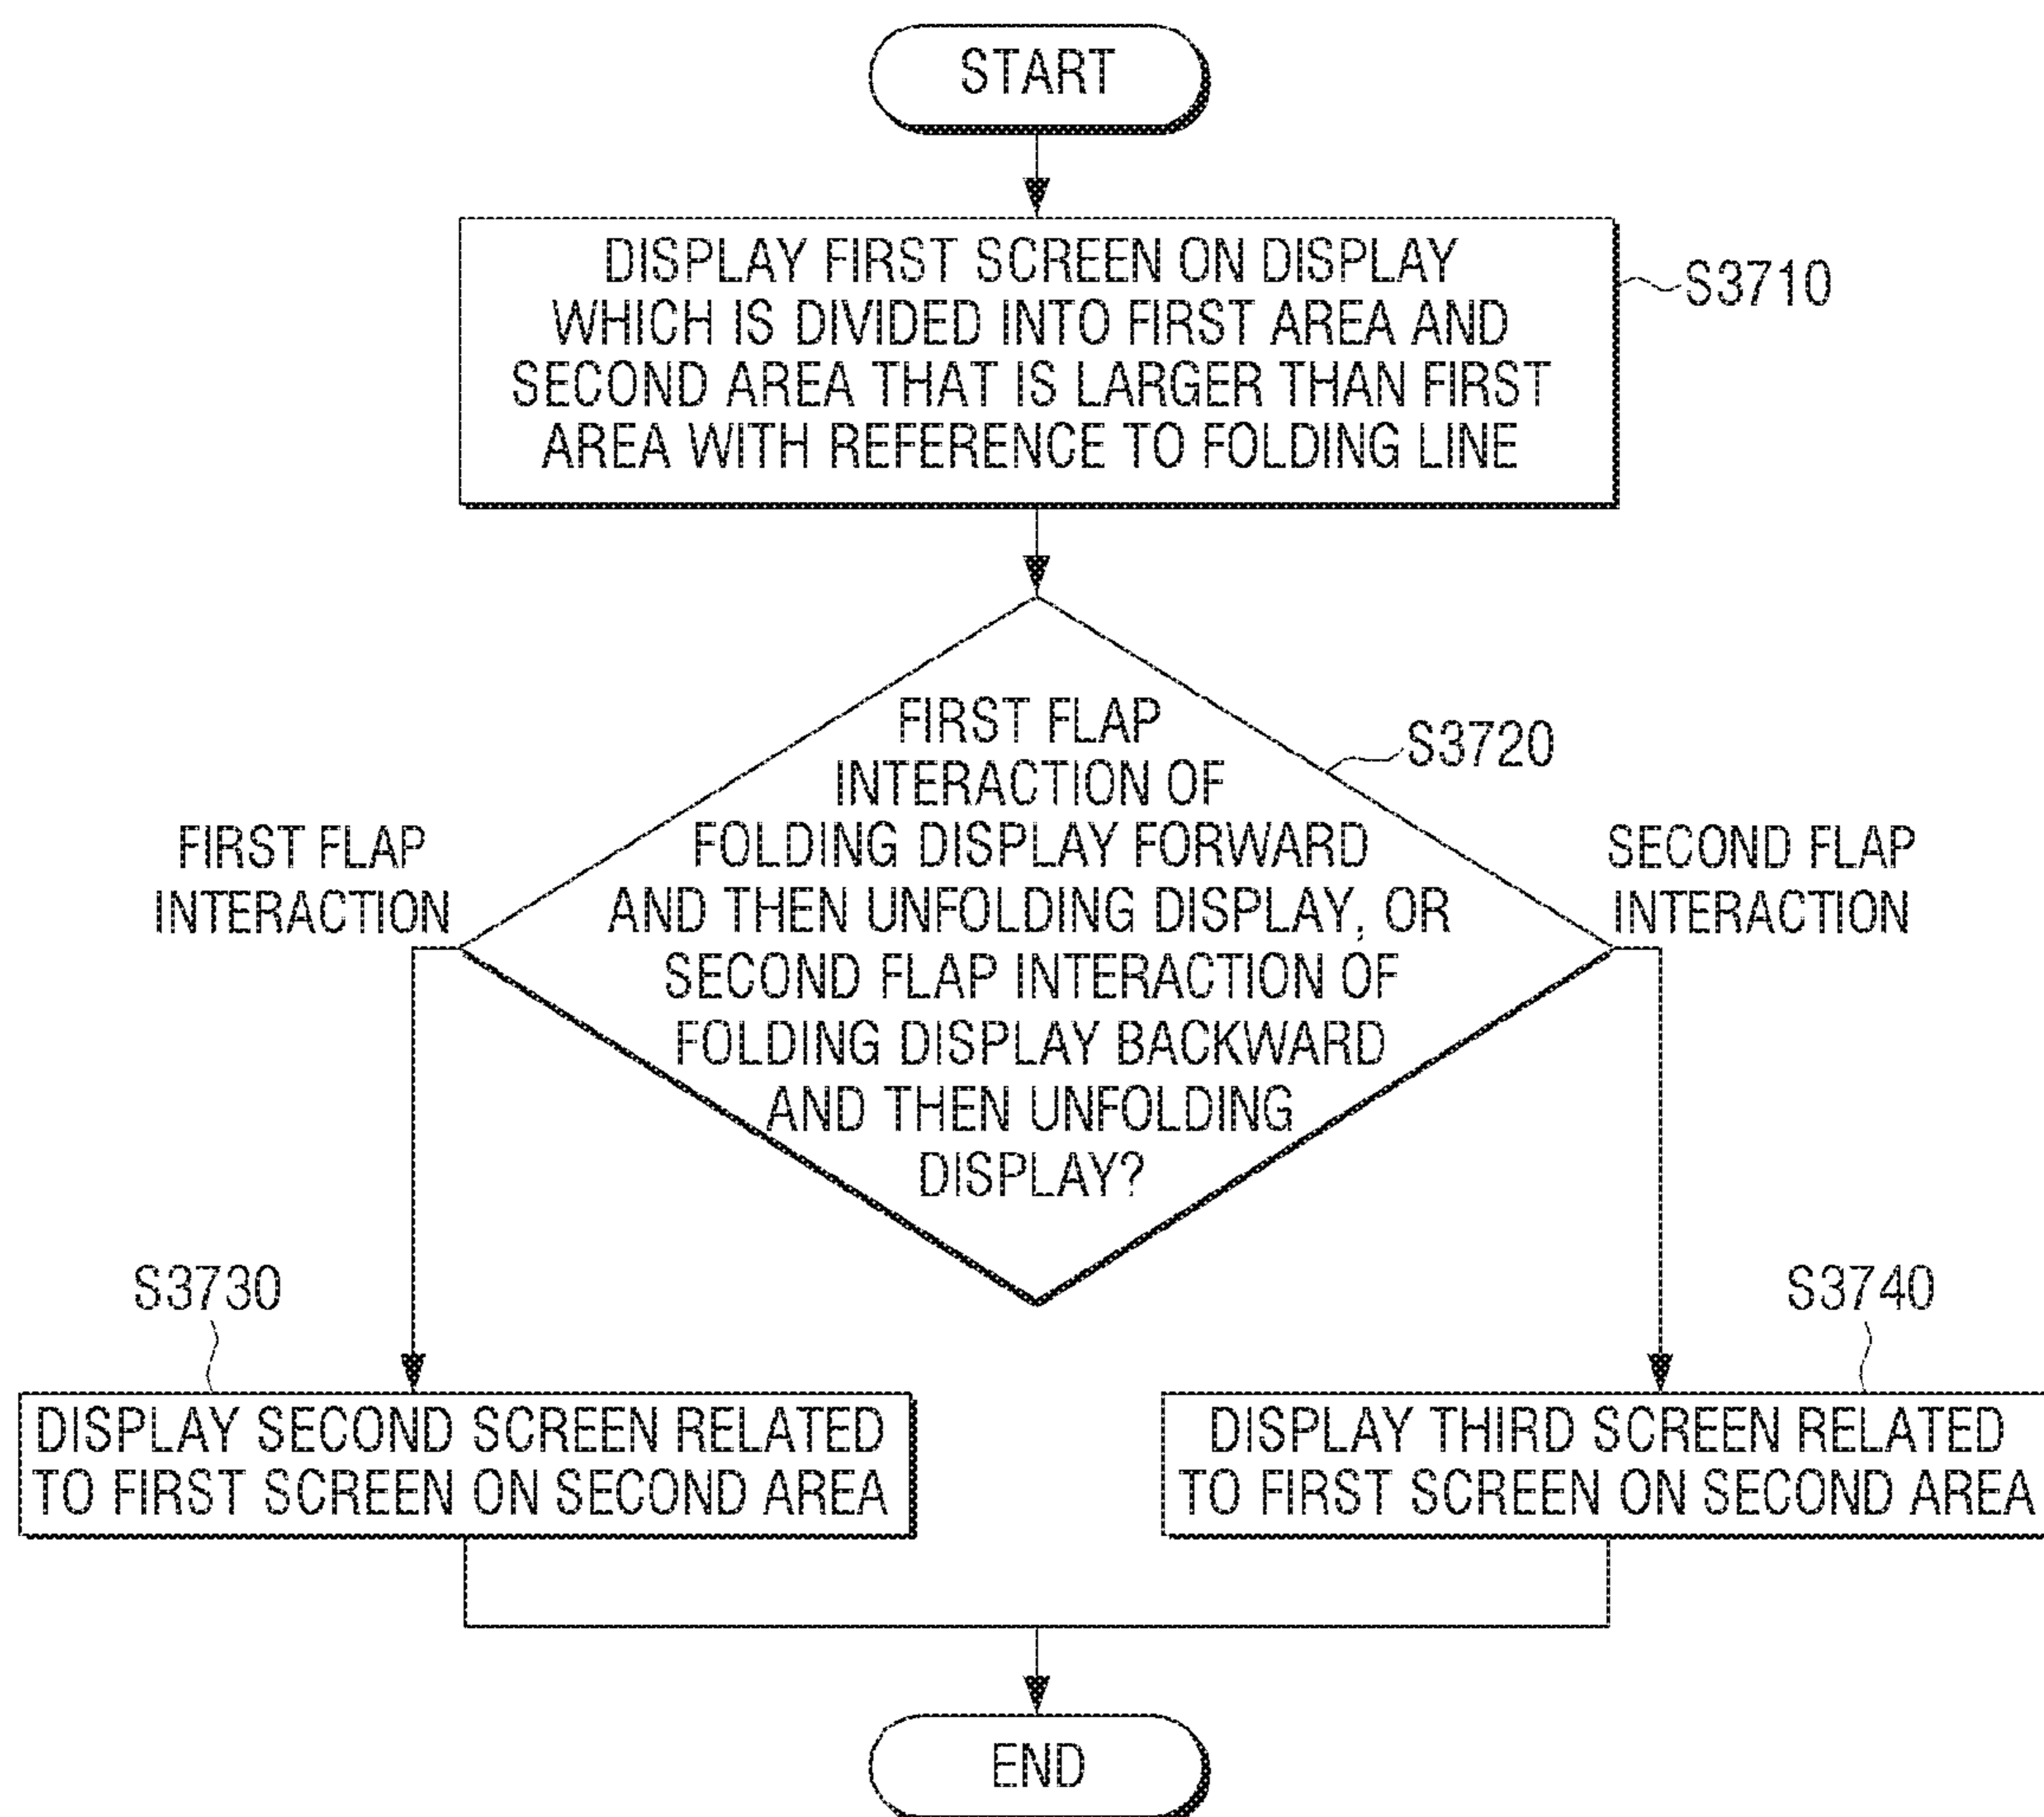 START
DISPLAY FIRST SCREEN ON DISPLAY
WHICH IS DIVIDED INTO FIRST AREA AND
SECOND AREA THAT IS LARGER THAN FIRST
AREA WITH REFERENCE TO FOLDING LINE
S3710
FIRST FLAP
INTERACTION OF
FOLDING DISPLAY FORWARD
AND THEN UNFOLDING DISPLAY, OR
SECOND FLAP INTERACTION OF
FOLDING DISPLAY BACKWARD
AND THEN UNFOLDING
DISPLAY?
S3720
FIRST FLAP
INTERACTION
SECOND FLAP
INTERACTION
S3730
DISPLAY SECOND SCREEN RELATED
TO FIRST SCREEN ON SECOND AREA
S3740
DISPLAY THIRD SCREEN RELATED
TO FIRST SCREEN ON SECOND AREA
END